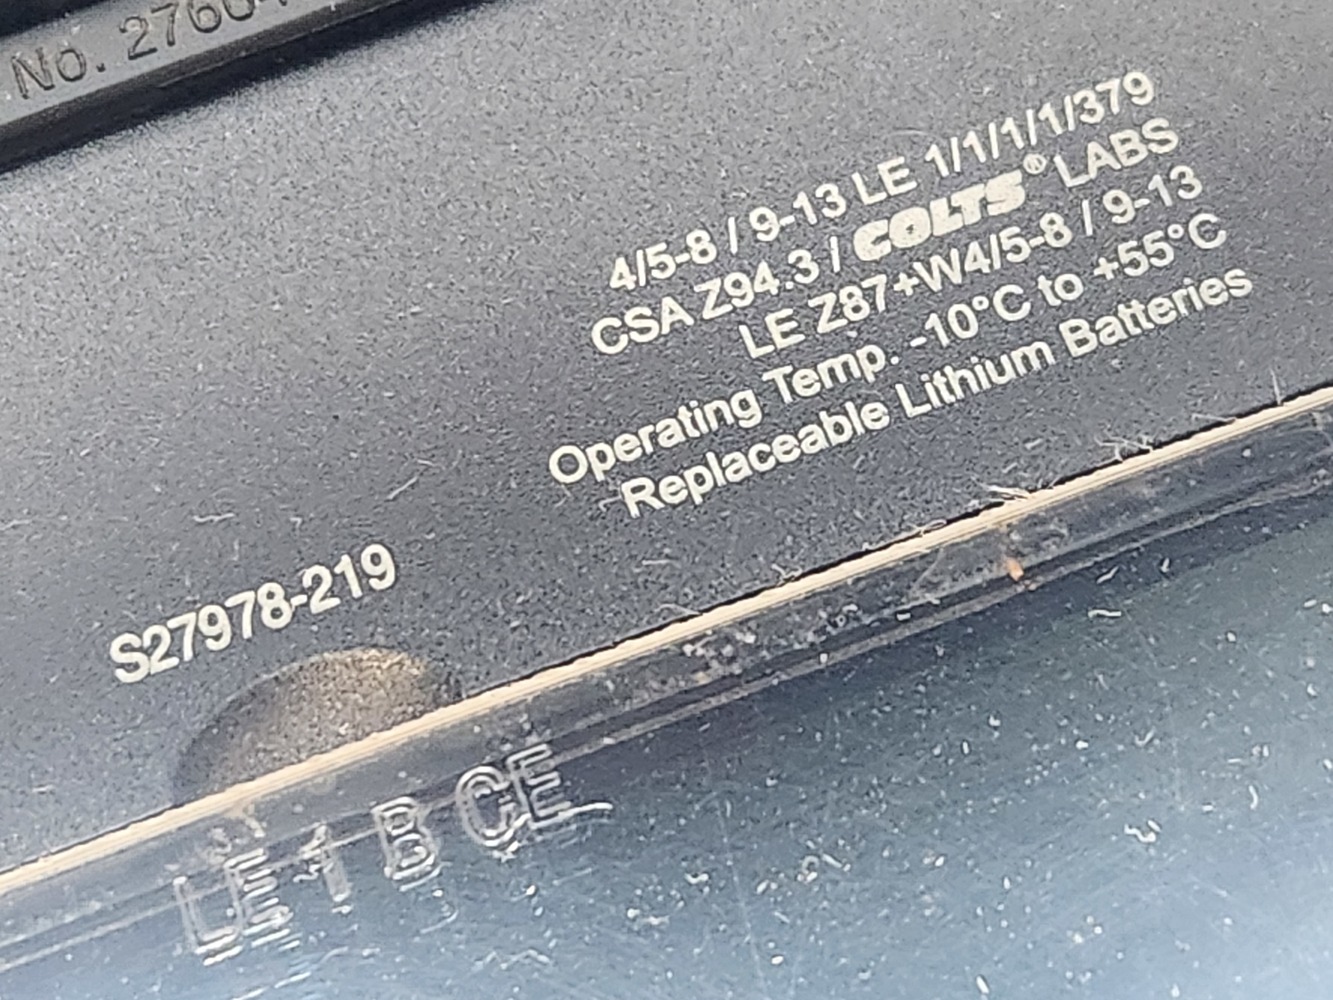 No. 2760
4/5-8 / 9-13 LE 1/1/1/1/379
CSA Z94.3 / COLTS® LABS
LE Z87+W4/5-8 / 9-13
Operating Temp. -10°C to +55°C
Replaceable Lithium Batteries
S27978-219
LE 1 B CE